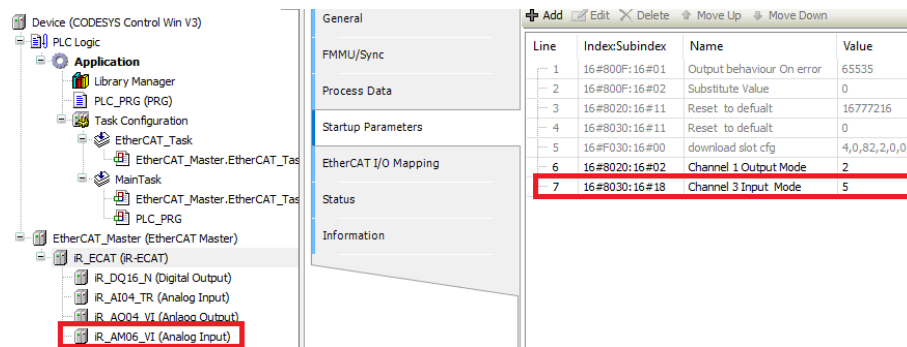 Device (CODESYS Control Win V3)
PLC Logic
Application
Library Manager
PLC_PRG (PRG)
Task Configuration
EtherCAT_Task
EtherCAT_Master.EtherCAT_Tas
MainTask
EtherCAT_Master.EtherCAT_Tas
PLC_PRG
EtherCAT_Master (EtherCAT Master)
iR_ECAT (iR-ECAT)
iR_DQ16_N (Digital Output)
iR_AI04_TR (Analog Input)
iR_AQ04_VI (Anlaog Output)
iR_AM06_VI (Analog Input)
General
FMMU/Sync
Process Data
Startup Parameters
EtherCAT I/O Mapping
Status
Information
Add Edit Delete Move Up Move Down
Line Index:Subindex Name Value
1 16#800F:16#01 Output behaviour On error 65535
2 16#800F:16#02 Substitute Value 0
3 16#8020:16#11 Reset to defualt 16777216
4 16#8030:16#11 Reset to defualt 0
5 16#F030:16#00 download slot cfg 4,0,82,2,0,0
6 16#8020:16#02 Channel 1 Output Mode 2
7 16#8030:16#18 Channel 3 Input Mode 5